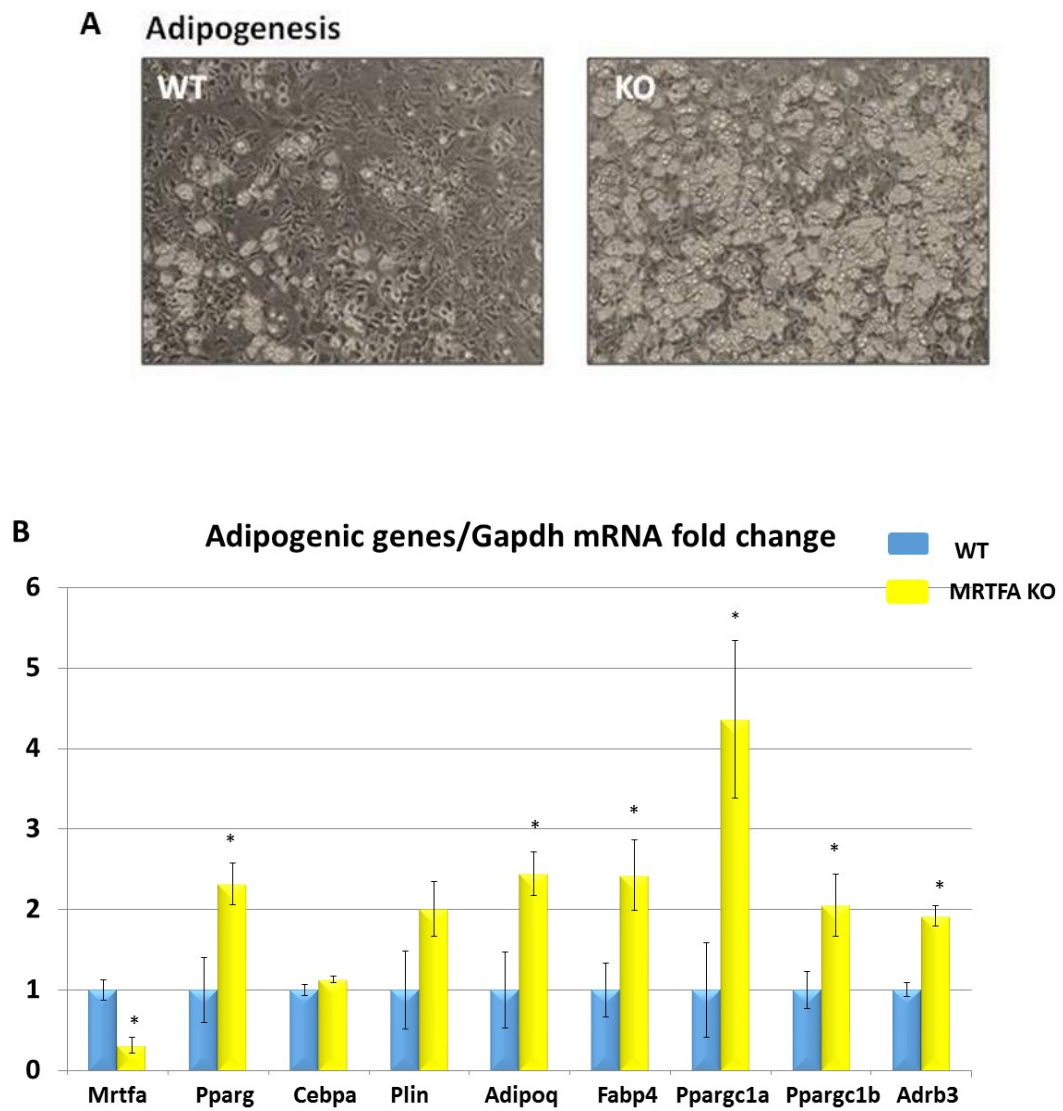 A Adipogenesis
WT KO
B Adipogenic genes/Gapdh mRNA fold change
WT
MRTFA KO
6
5
4
3
2
1
0
* * * * * * *
Mrtfa Pparg Cebpa Plin Adipoq Fabp4 Ppargc1a Ppargc1b Adrb3